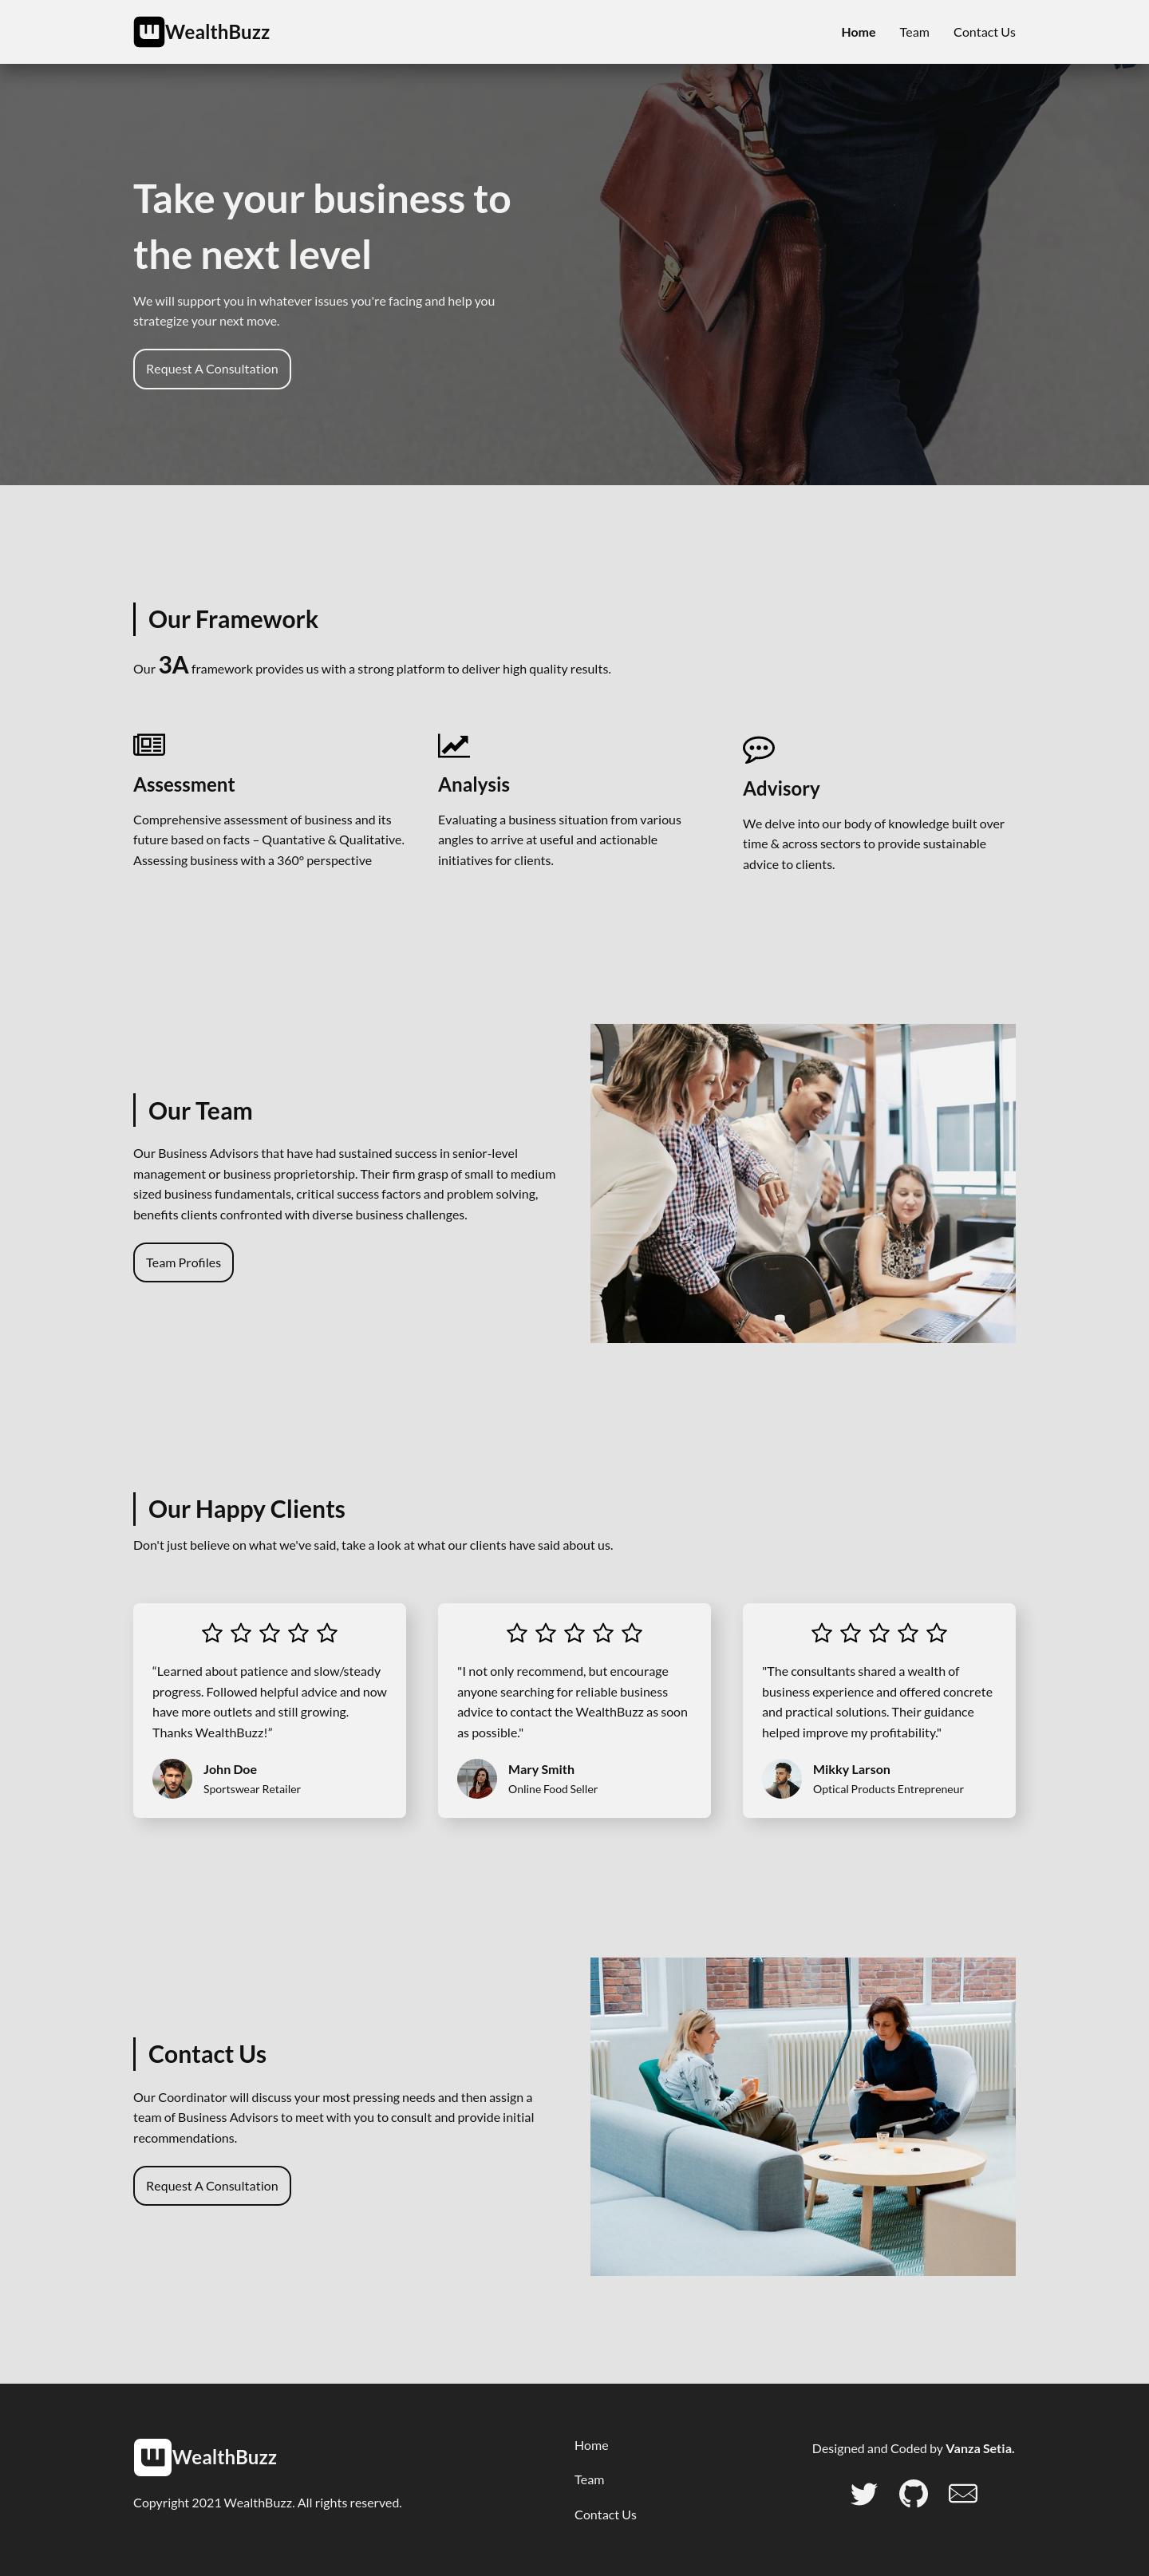 WealthBuzz
Home
Team
Contact Us
Take your business to
the next level
We will support you in whatever issues you're facing and help you
strategize your next move.
Request A Consultation
Our Framework
Our 3A framework provides us with a strong platform to deliver high quality results.
Assessment
Comprehensive assessment of business and its
future based on facts – Quantative & Qualitative.
Assessing business with a 360° perspective
Analysis
Evaluating a business situation from various
angles to arrive at useful and actionable
initiatives for clients.
Advisory
We delve into our body of knowledge built over
time & across sectors to provide sustainable
advice to clients.
Our Team
Our Business Advisors that have had sustained success in senior-level
management or business proprietorship. Their firm grasp of small to medium
sized business fundamentals, critical success factors and problem solving,
benefits clients confronted with diverse business challenges.
Team Profiles
Our Happy Clients
Don't just believe on what we've said, take a look at what our clients have said about us.
“Learned about patience and slow/steady
progress. Followed helpful advice and now
have more outlets and still growing.
Thanks WealthBuzz!”
John Doe
Sportswear Retailer
"I not only recommend, but encourage
anyone searching for reliable business
advice to contact the WealthBuzz as soon
as possible."
Mary Smith
Online Food Seller
"The consultants shared a wealth of
business experience and offered concrete
and practical solutions. Their guidance
helped improve my profitability."
Mikky Larson
Optical Products Entrepreneur
Contact Us
Our Coordinator will discuss your most pressing needs and then assign a
team of Business Advisors to meet with you to consult and provide initial
recommendations.
Request A Consultation
WealthBuzz
Copyright 2021 WealthBuzz. All rights reserved.
Home
Team
Contact Us
Designed and Coded by Vanza Setia.